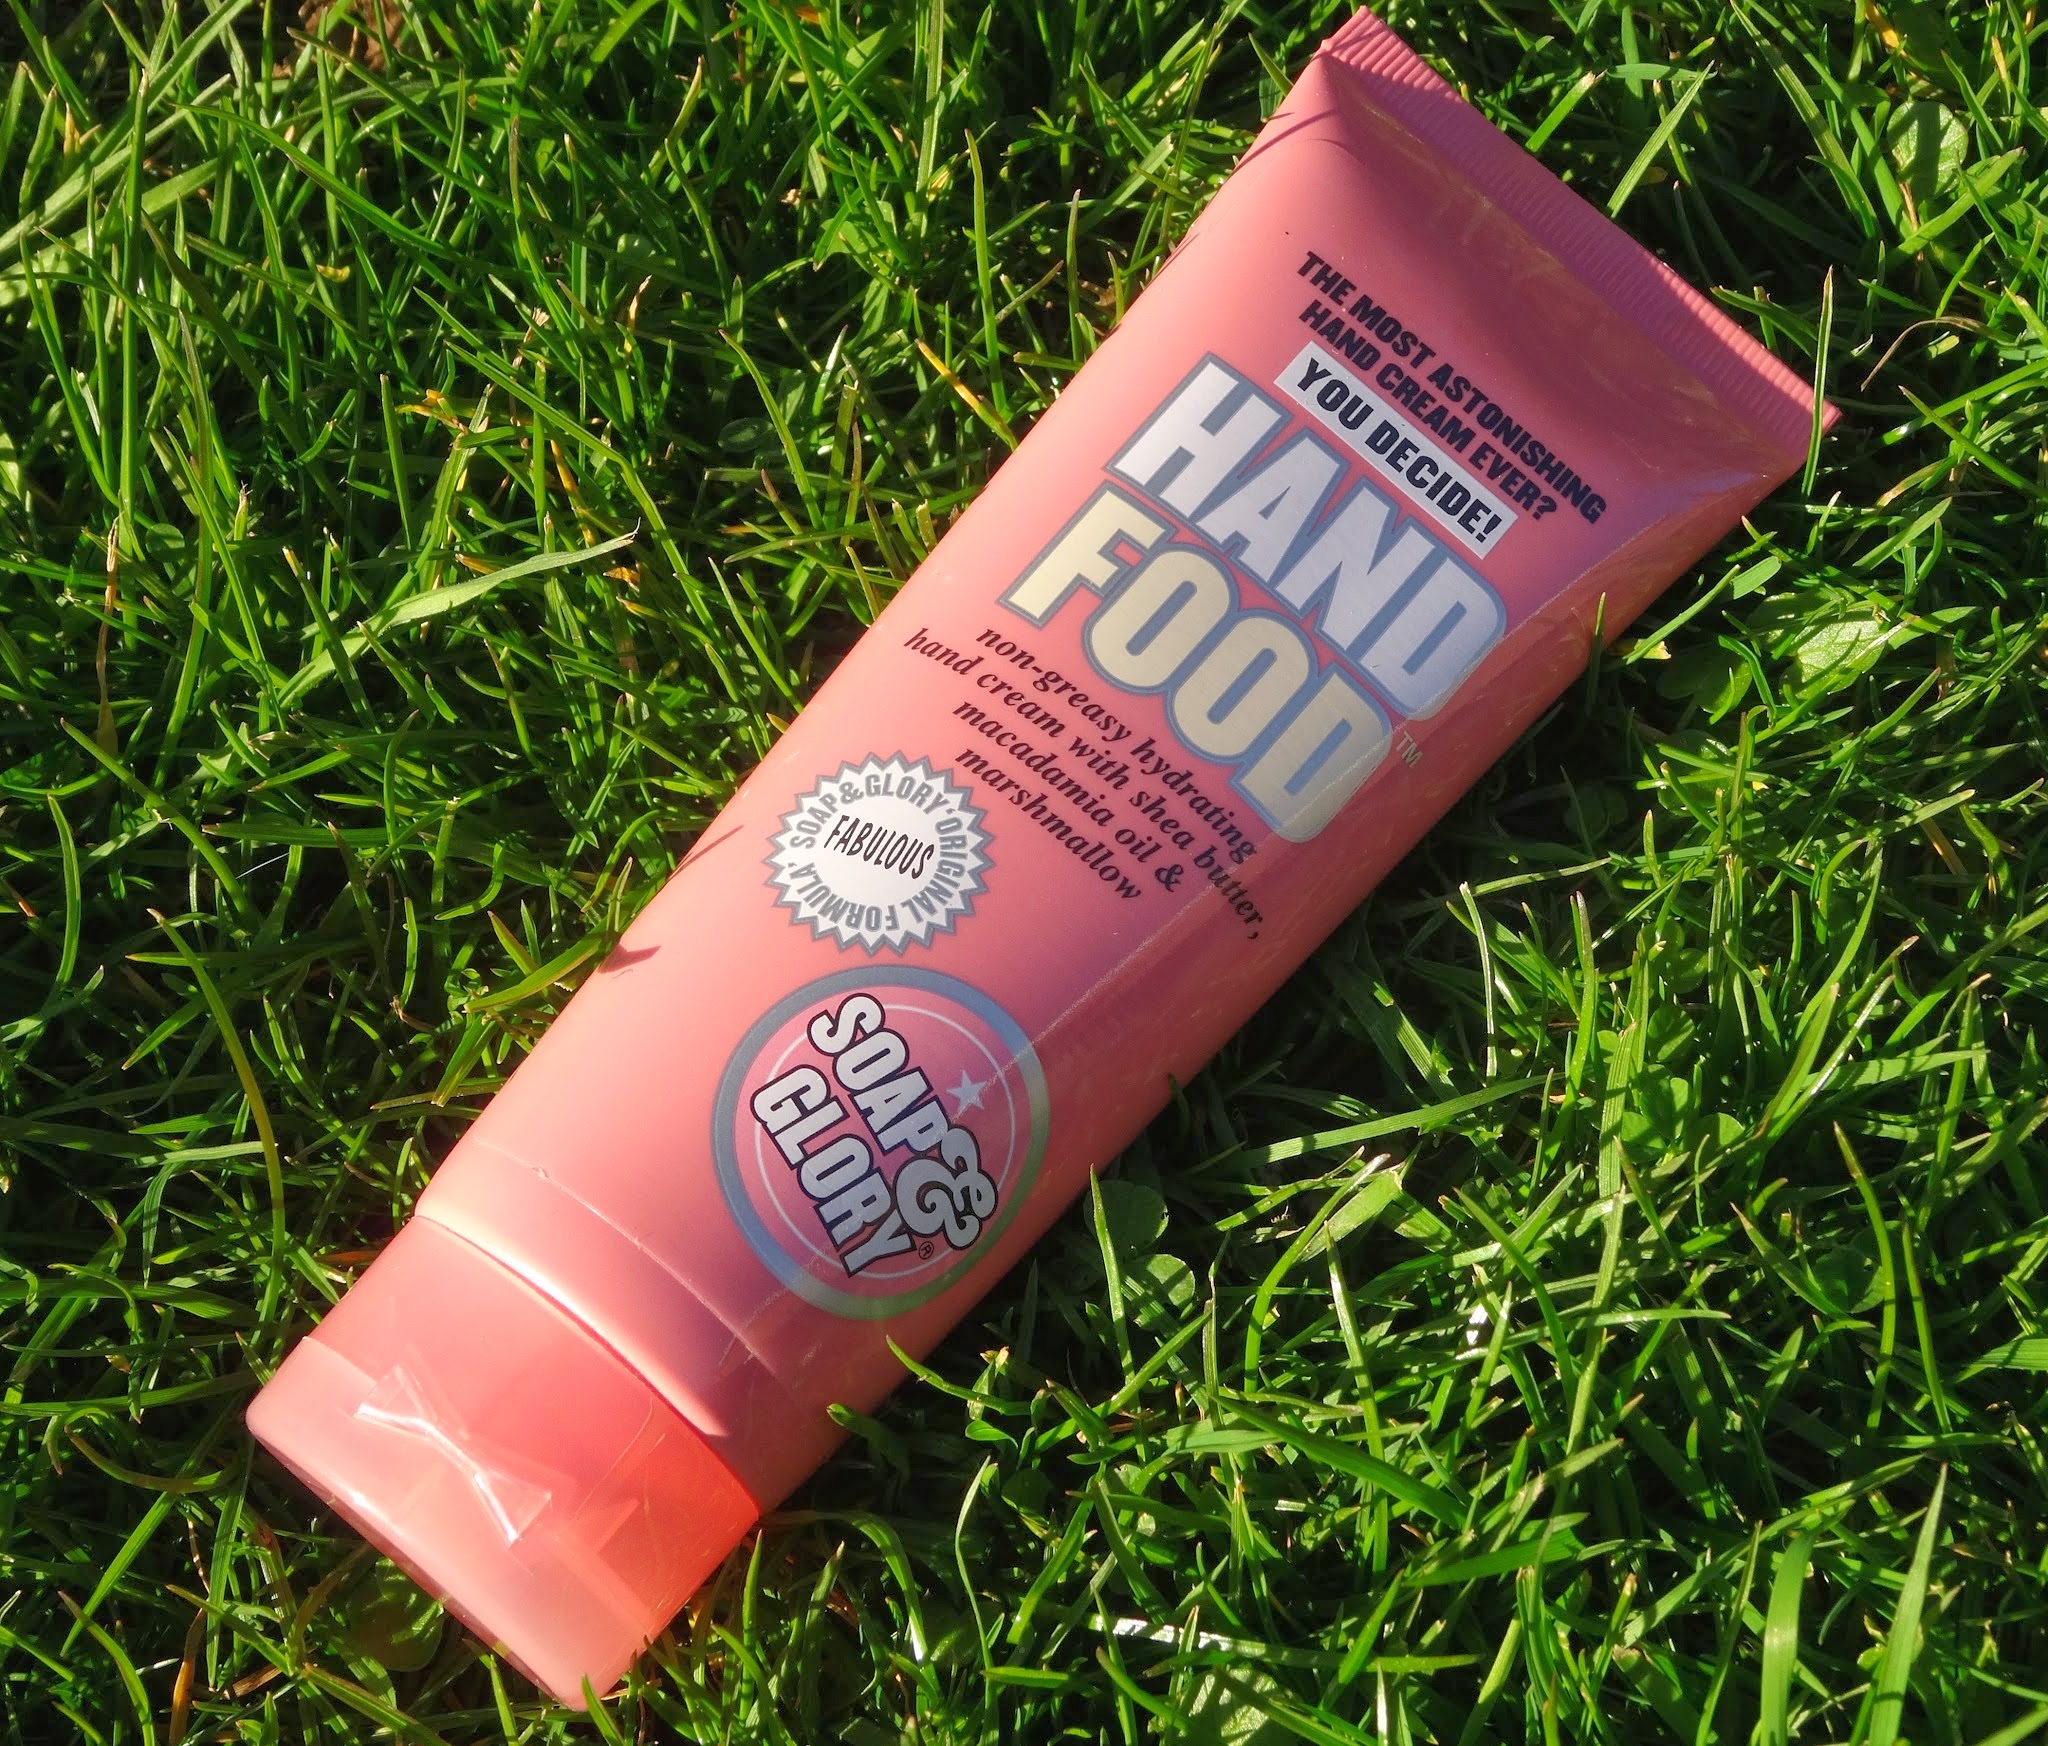 THE MOST ASTONISHING
HAND CREAM EVER?
YOU DECIDE!
HAND
FOOD™
non-greasy hydrating
hand cream with shea butter,
macadamia oil &
marshmallow
SOAP & GLORY 'ORIGINAL FORMULA'
FABULOUS
SOAP &
GLORY®